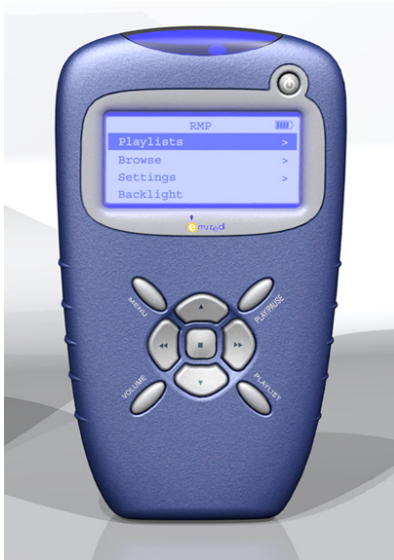 RMP
Playlists >
Browse >
Settings >
Backlight
MENU
PLAY/PAUSE
VOLUME
PLAYLIST